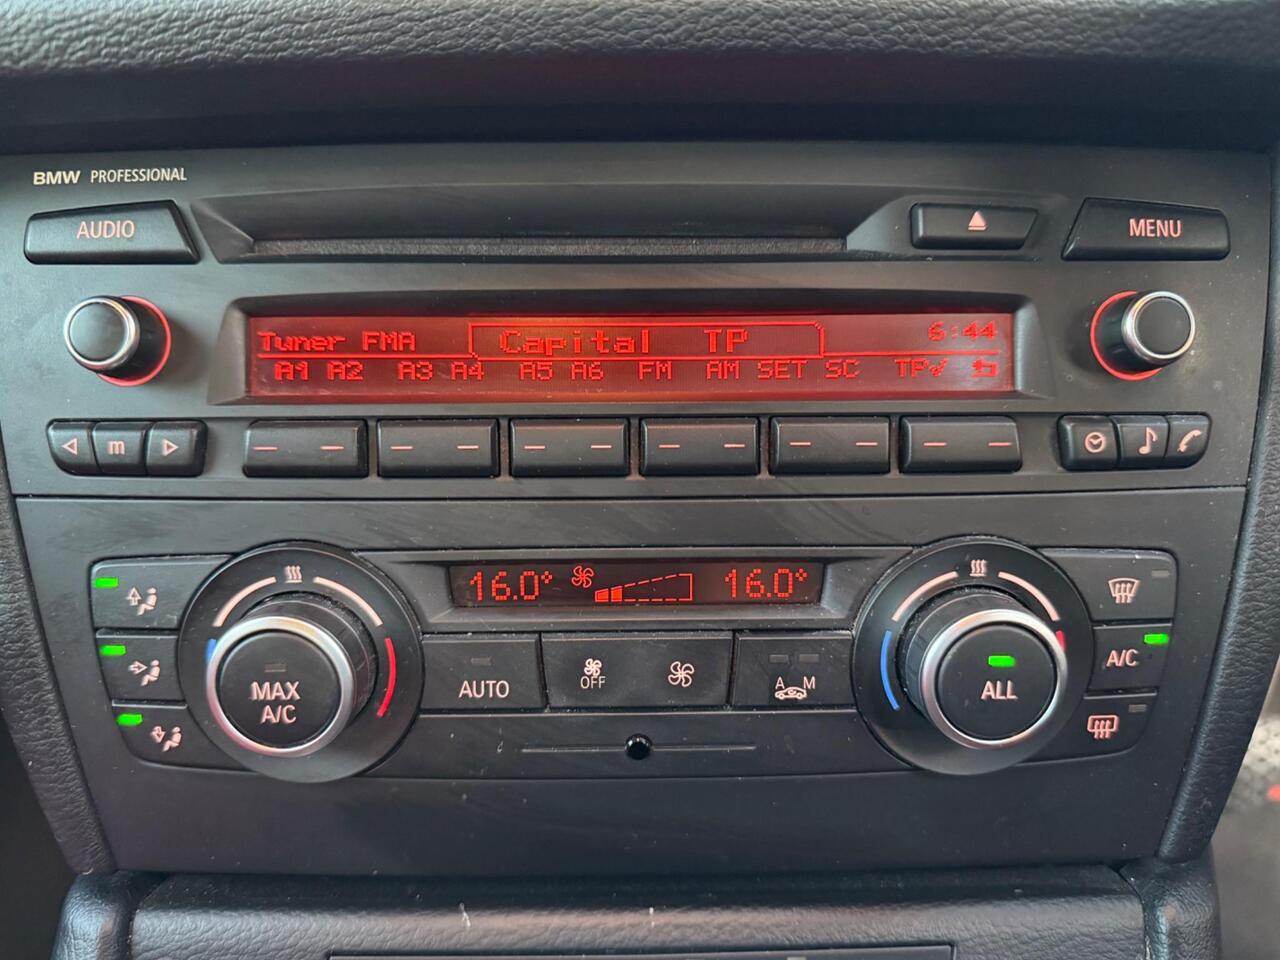 BMW PROFESSIONAL
AUDIO
MENU
Tuner FMA
Capital TP
6:44
A1 A2 A3 A4 A5 A6 FM AM SET SC TP✓
m
16.0°
16.0°
MAX
A/C
AUTO
OFF
A M
ALL
A/C